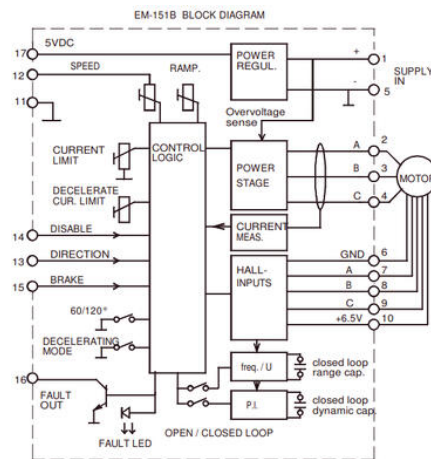 EM-151B BLOCK DIAGRAM
17
5VDC
12
SPEED
RAMP.
11
POWER
REGUL.
+
1
-
5
SUPPLY
IN
Overvoltage
sense
CURRENT
LIMIT
CONTROL
LOGIC
POWER
STAGE
A
2
B
3
C
4
MOTOR
DECELERATE
CUR. LIMIT
CURRENT
MEAS.
14
DISABLE
13
DIRECTION
15
BRAKE
HALL-
INPUTS
GND
6
A
7
B
8
C
9
+6.5V
10
60/120°
DECELERATING
MODE
16
FAULT
OUT
FAULT LED
freq. / U
closed loop
range cap.
P.I.
closed loop
dynamic cap.
OPEN / CLOSED LOOP